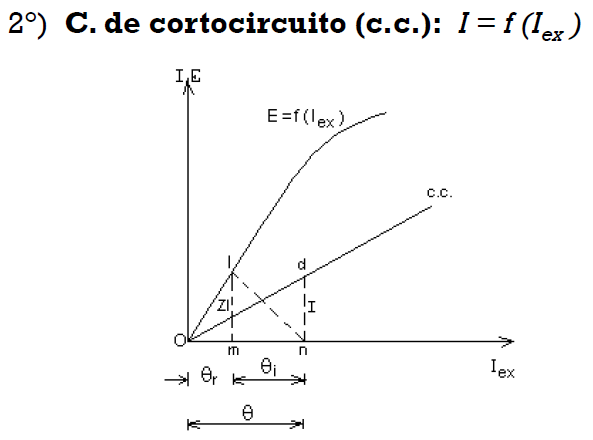 2°) C. de cortocircuito (c.c.): I = f (Iex)
I,E
E=f(Iex)
c.c.
l d
ZI I
O
m n
Iex
θr θi
θ